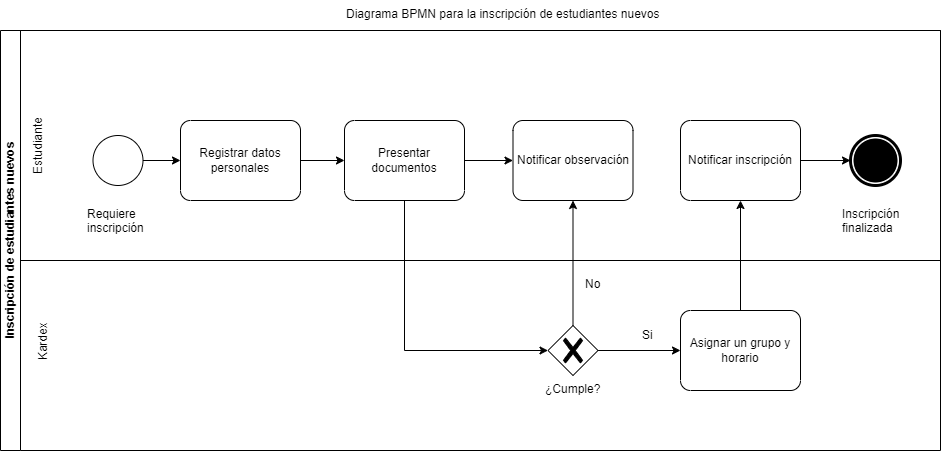 Diagrama BPMN para la inscripción de estudiantes nuevos
Inscripción de estudiantes nuevos
Estudiante
Requiere
inscripción
Registrar datos
personales
Presentar
documentos
Notificar observación
Notificar inscripción
Inscripción
finalizada
Kardex
No
¿Cumple?
Si
Asignar un grupo y
horario